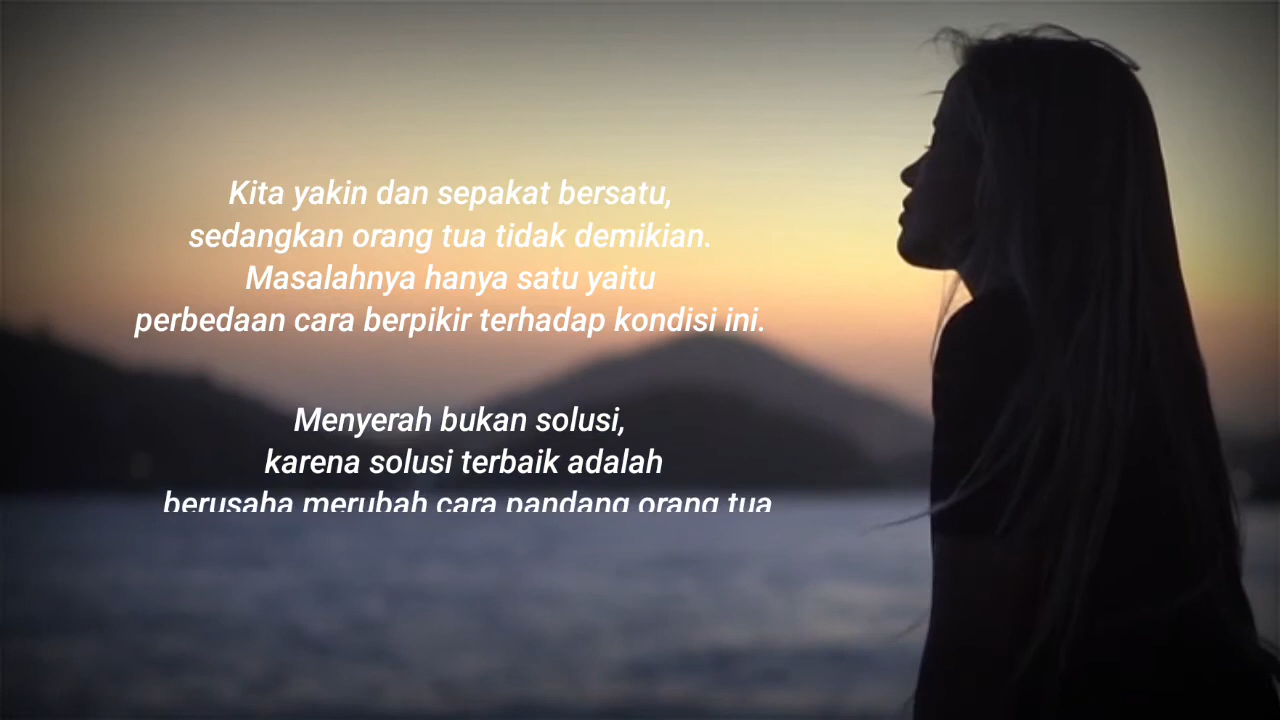 Kita yakin dan sepakat bersatu,
sedangkan orang tua tidak demikian.
Masalahnya hanya satu yaitu
perbedaan cara berpikir terhadap kondisi ini.
Menyerah bukan solusi,
karena solusi terbaik adalah
berusaha merubah cara pandang orang tua